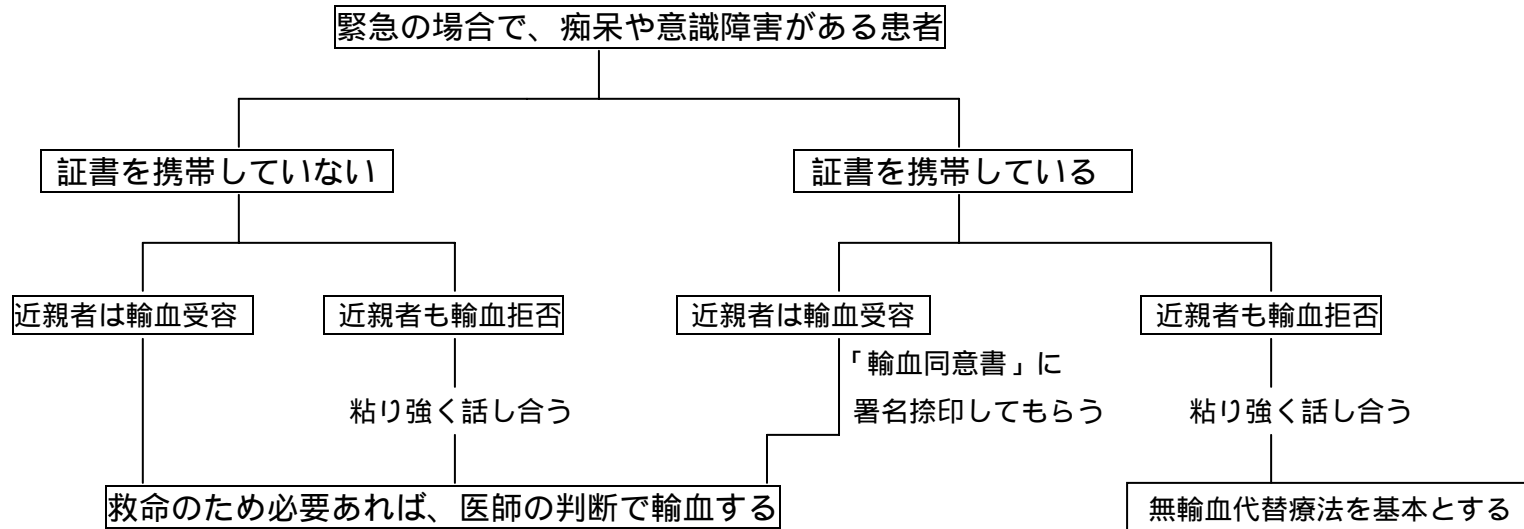 緊急の場合で、痴呆や意識障害がある患者
証書を携帯していない
証書を携帯している
近親者は輸血受容
近親者も輸血拒否
近親者は輸血受容
近親者も輸血拒否
「輸血同意書」に
署名捺印してもらう
粘り強く話し合う
粘り強く話し合う
救命のため必要あれば、医師の判断で輸血する
無輸血代替療法を基本とする